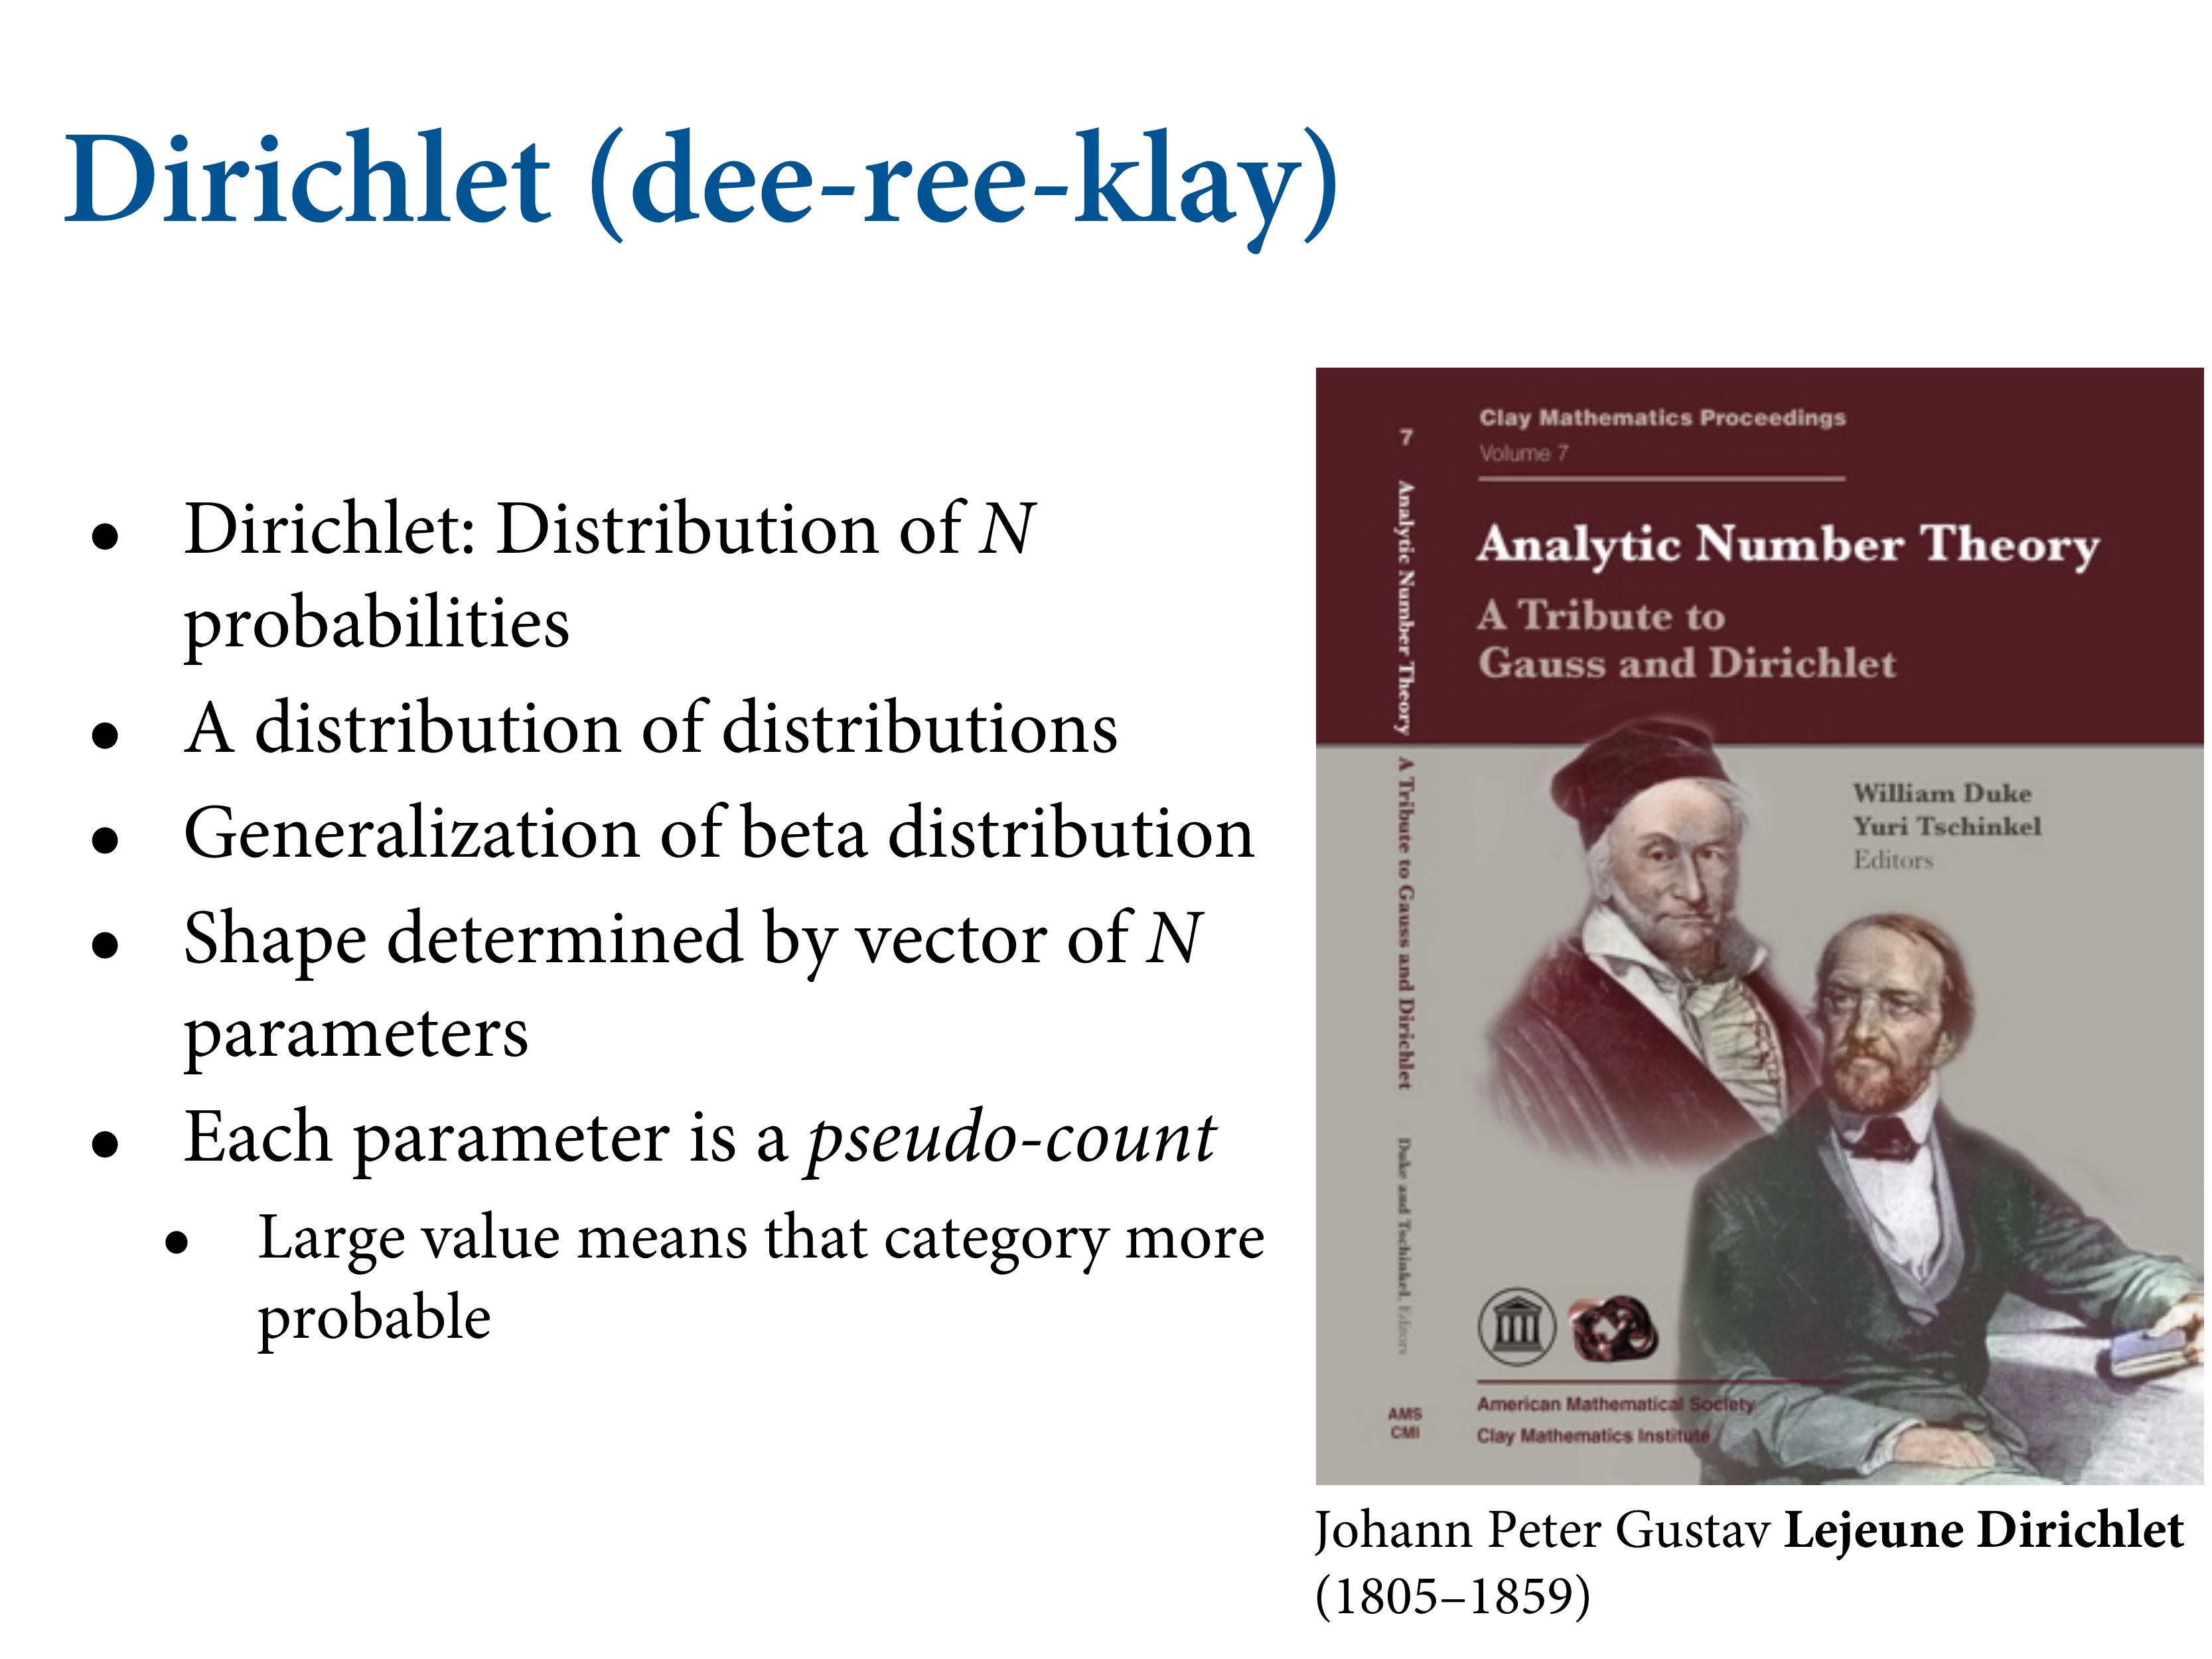 Dirichlet (dee-ree-klay)
• Dirichlet: Distribution of N
probabilities
• A distribution of distributions
• Generalization of beta distribution
• Shape determined by vector of N
parameters
• Each parameter is a pseudo-count
• Large value means that category more
probable
7
Analytic Number Theory
A Tribute to Gauss and Dirichlet
Duke and Tschinkel, Editors
AMS
CMI
Clay Mathematics Proceedings
Volume 7
Analytic Number Theory
A Tribute to
Gauss and Dirichlet
William Duke
Yuri Tschinkel
Editors
American Mathematical Society
Clay Mathematics Institute
Johann Peter Gustav Lejeune Dirichlet
(1805–1859)